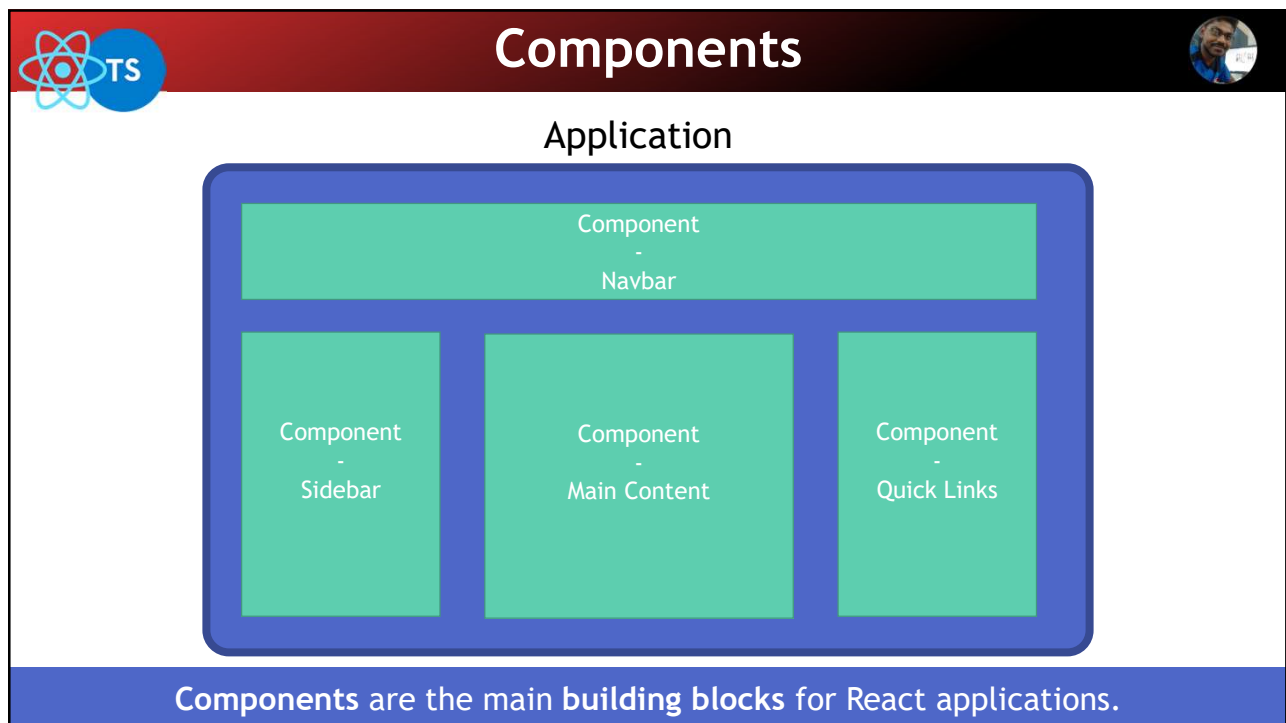 TS
Components
Application
Component
-
Navbar
Component
-
Sidebar
Component
-
Main Content
Component
-
Quick Links
Components are the main building blocks for React applications.